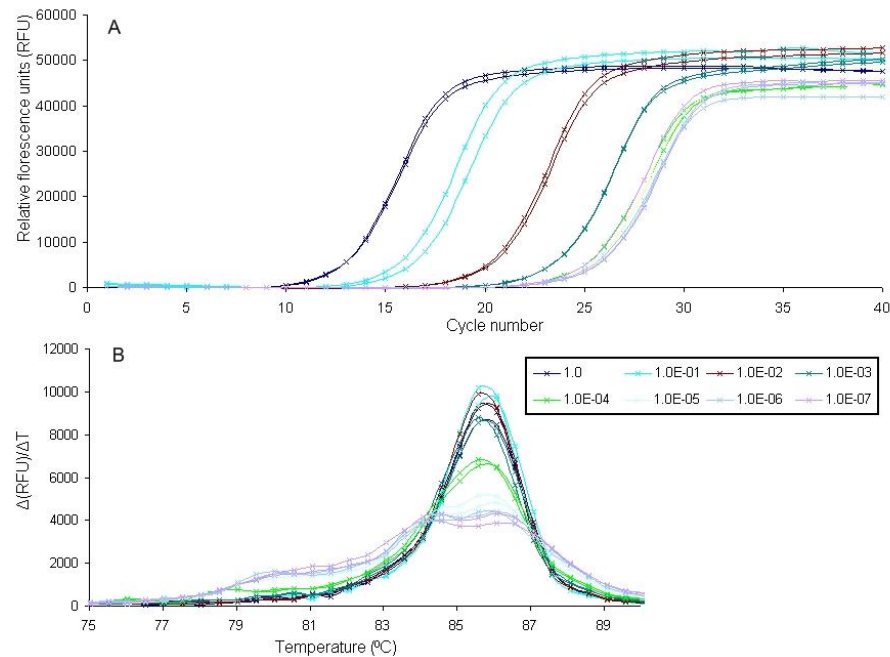 A
Relative florescence units (RFU)
60000
50000
40000
30000
20000
10000
0
0 5 10 15 20 25 30 35 40
Cycle number
B
Δ(RFU)/ΔT
12000
10000
8000
6000
4000
2000
0
1.0 1.0E-01 1.0E-02 1.0E-03
1.0E-04 1.0E-05 1.0E-06 1.0E-07
75 77 79 81 83 85 87 89
Temperature (ºC)